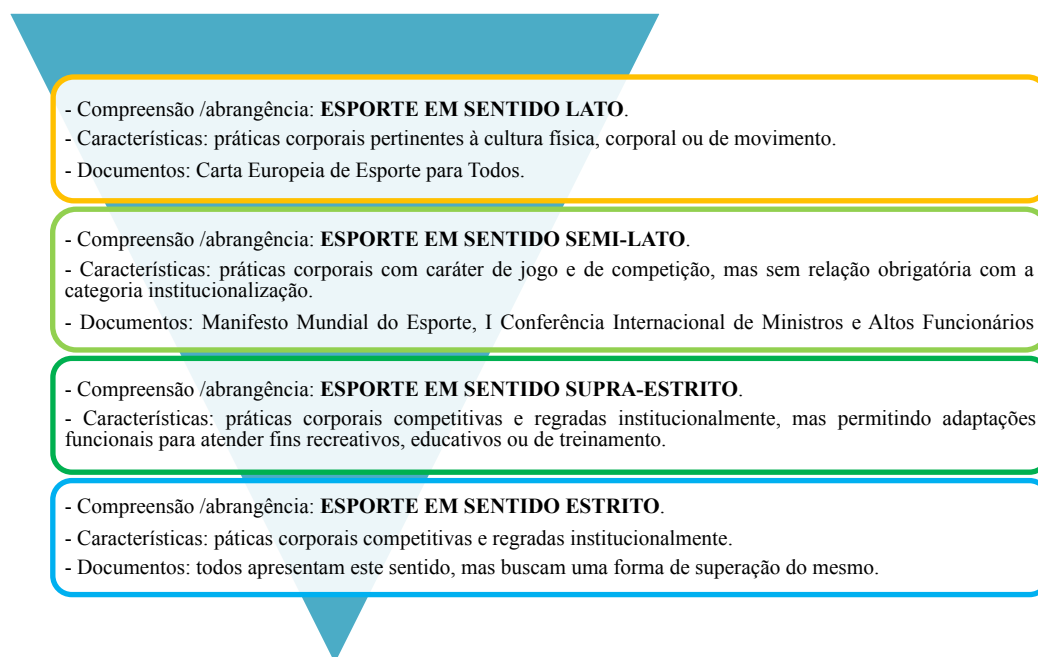 - Compreensão /abrangência: ESPORTE EM SENTIDO LATO.
- Características: práticas corporais pertinentes à cultura física, corporal ou de movimento.
- Documentos: Carta Europeia de Esporte para Todos.
- Compreensão /abrangência: ESPORTE EM SENTIDO SEMI-LATO.
- Características: práticas corporais com caráter de jogo e de competição, mas sem relação obrigatória com a
categoria institucionalização.
- Documentos: Manifesto Mundial do Esporte, I Conferência Internacional de Ministros e Altos Funcionários
- Compreensão /abrangência: ESPORTE EM SENTIDO SUPRA-ESTRITO.
- Características: práticas corporais competitivas e regradas institucionalmente, mas permitindo adaptações
funcionais para atender fins recreativos, educativos ou de treinamento.
- Compreensão /abrangência: ESPORTE EM SENTIDO ESTRITO.
- Características: páticas corporais competitivas e regradas institucionalmente.
- Documentos: todos apresentam este sentido, mas buscam uma forma de superação do mesmo.